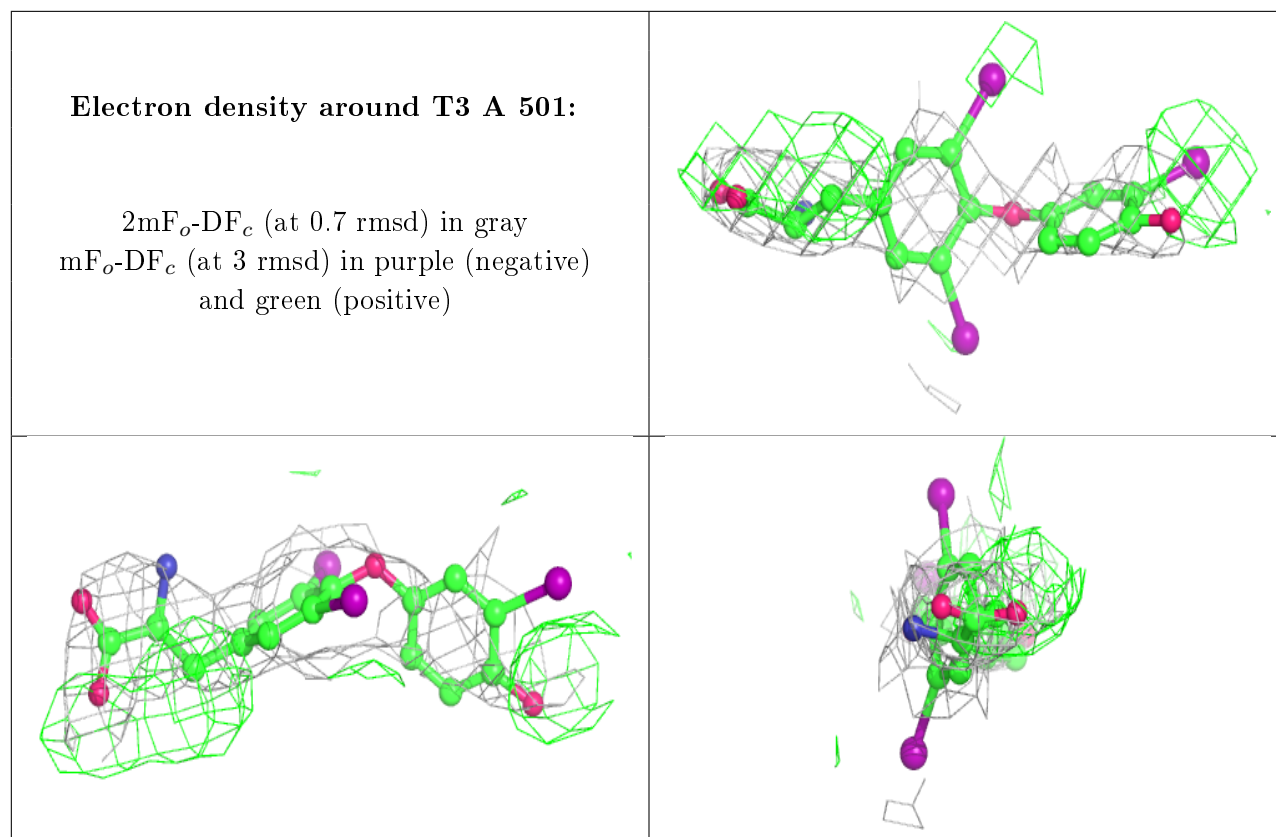 Electron density around T3 A 501:
2mFo-DFc (at 0.7 rmsd) in gray
mFo-DFc (at 3 rmsd) in purple (negative)
and green (positive)